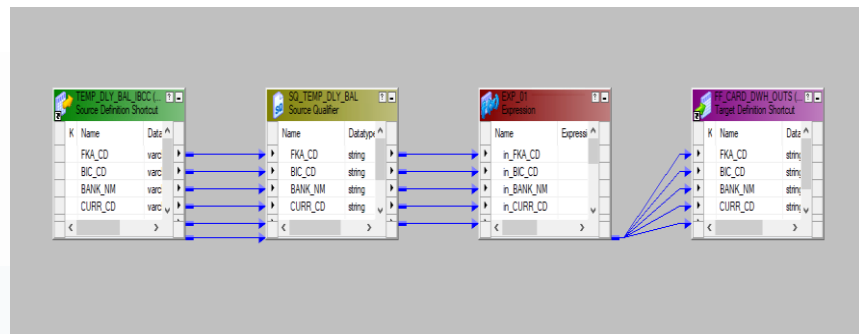 TEMP_DLY_BAL_IBCC (...
Source Definition Shortcut
K Name Data
FKA_CD varc
BIC_CD varc
BANK_NM varc
CURR_CD varc
SQ_TEMP_DLY_BAL
Source Qualifier
Name Datatype
FKA_CD string
BIC_CD string
BANK_NM string
CURR_CD string
EXP_01
Expression
Name Expressi
in_FKA_CD
in_BIC_CD
in_BANK_NM
in_CURR_CD
FF_CARD_DWH_OUTS (...
Target Definition Shortcut
K Name Data
FKA_CD string
BIC_CD string
BANK_NM string
CURR_CD string